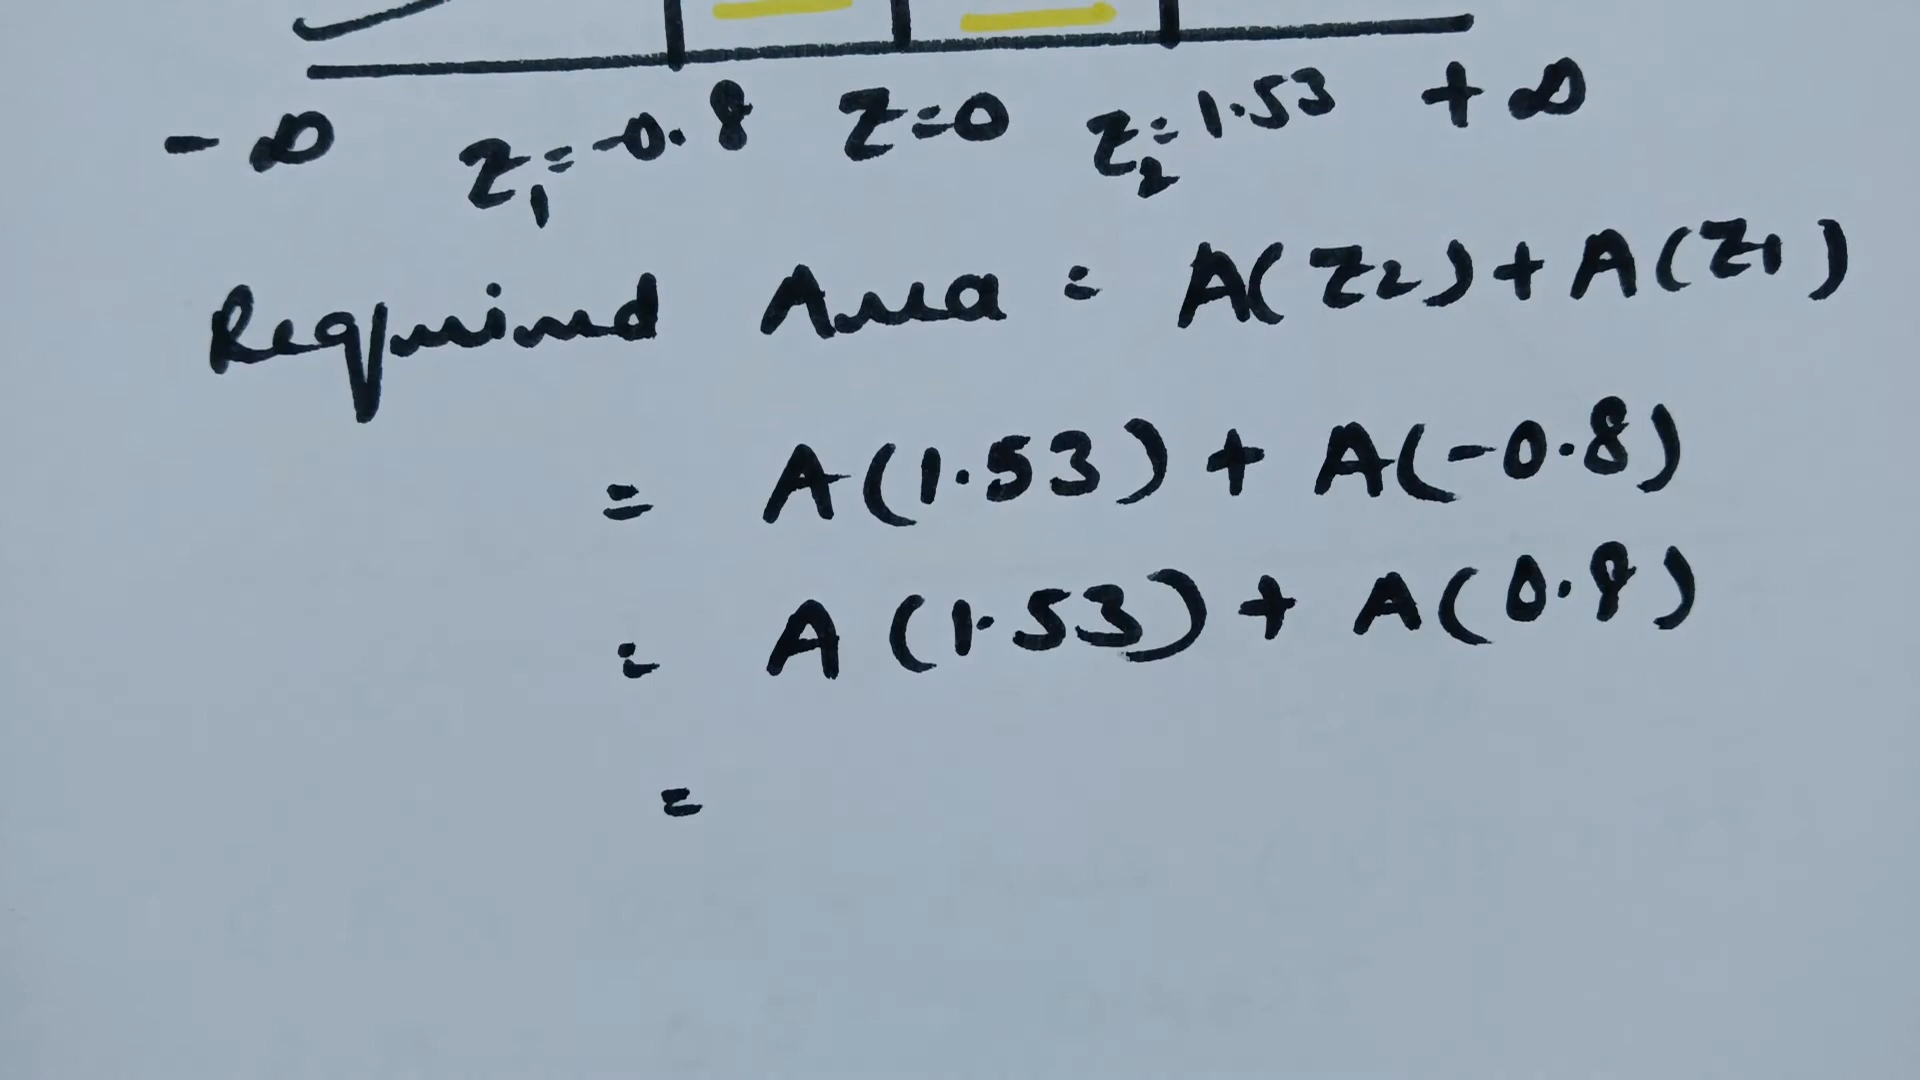 -∞ Z₁=-0.8 Z=0 Z₂=1.53 +∞
Required Area = A(Z₂)+A(Z₁)
= A(1.53) + A(-0.8)
= A(1.53) + A(0.8)
=